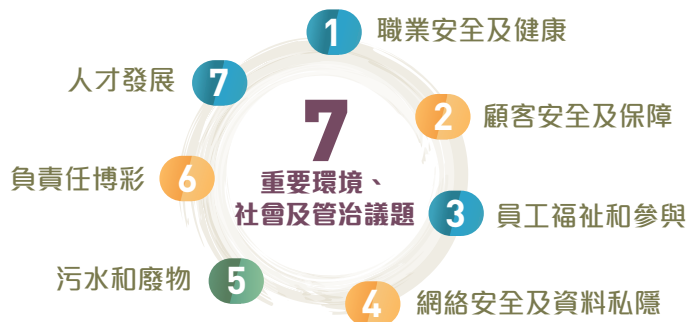 1 職業安全及健康
2 顧客安全及保障
3 員工福祉和參與
4 網絡安全及資料私隱
5 污水和廢物
6 負責任博彩
7 人才發展
7
重要環境、
社會及管治議題